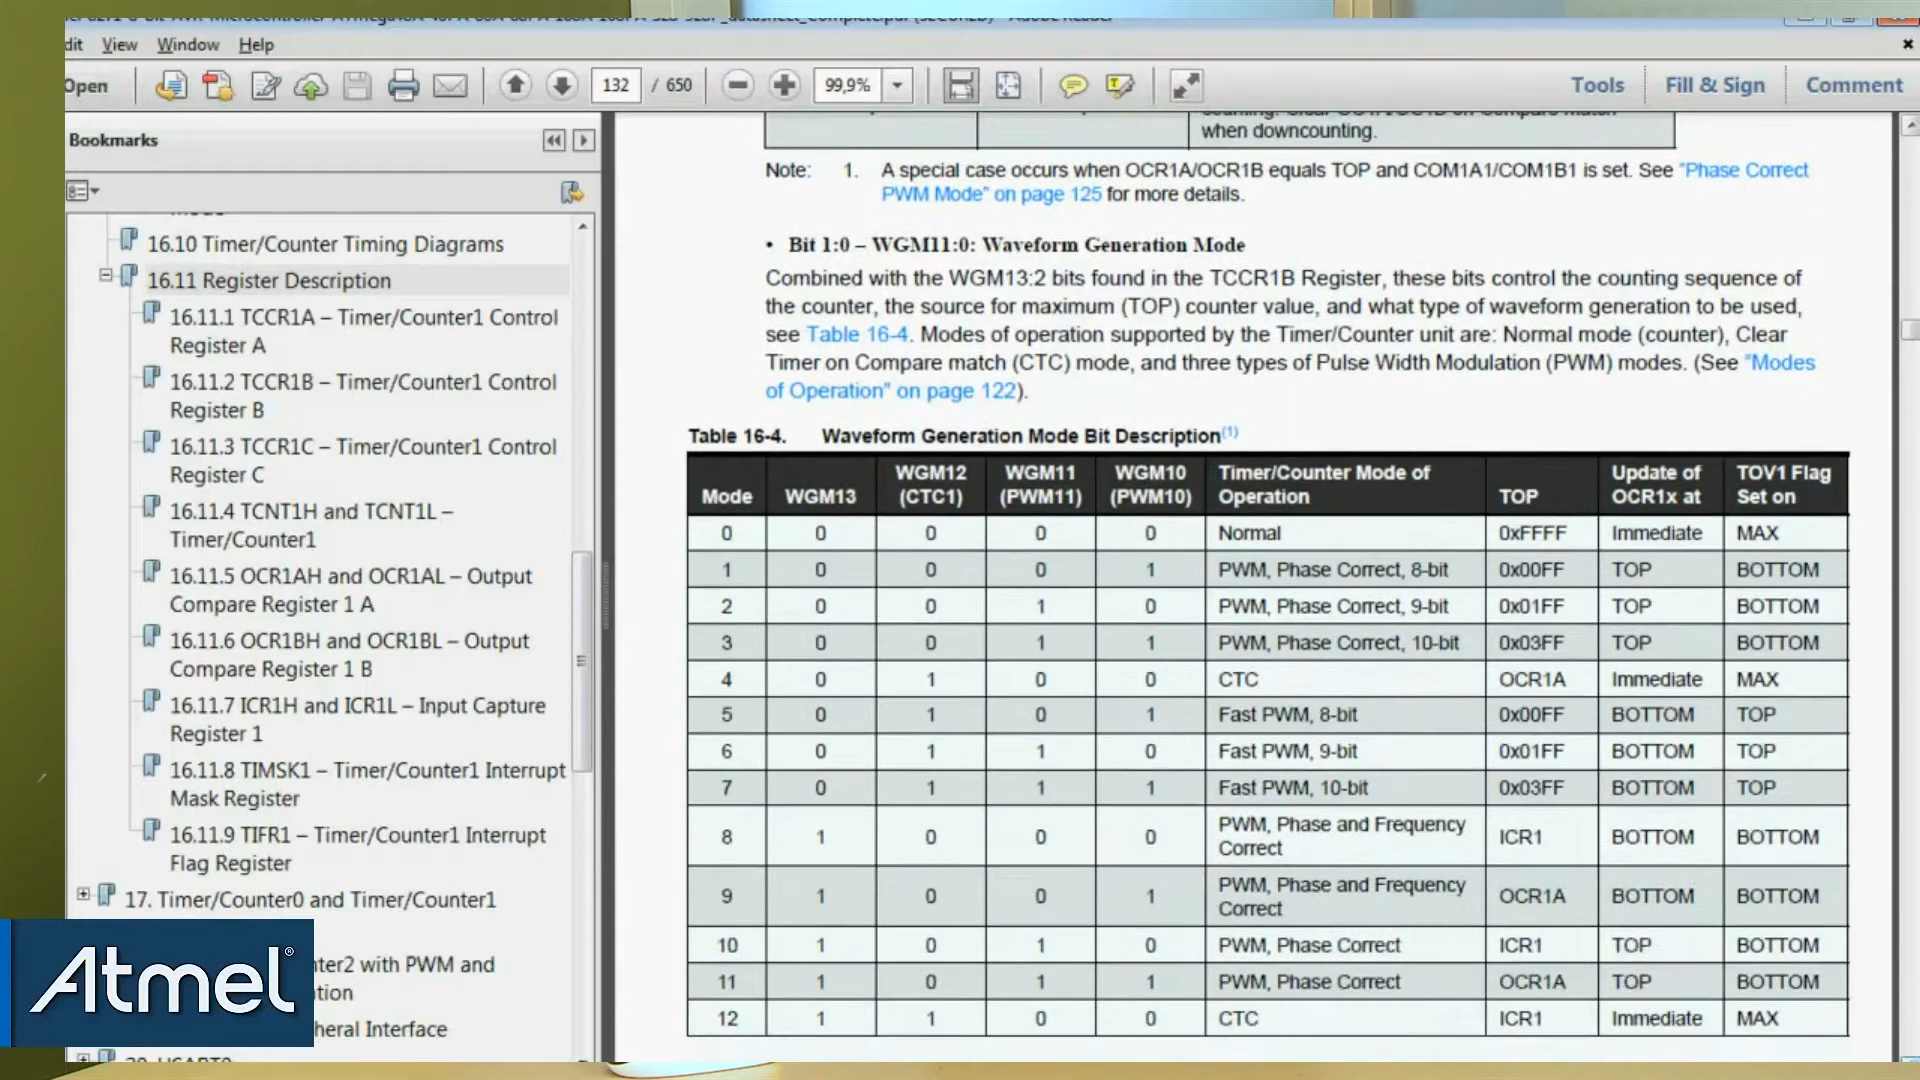 dit View Window Help
Open 132 / 650 99,9% Tools Fill & Sign Comment
Bookmarks
16.10 Timer/Counter Timing Diagrams
16.11 Register Description
16.11.1 TCCR1A – Timer/Counter1 Control
Register A
16.11.2 TCCR1B – Timer/Counter1 Control
Register B
16.11.3 TCCR1C – Timer/Counter1 Control
Register C
16.11.4 TCNT1H and TCNT1L –
Timer/Counter1
16.11.5 OCR1AH and OCR1AL – Output
Compare Register 1 A
16.11.6 OCR1BH and OCR1BL – Output
Compare Register 1 B
16.11.7 ICR1H and ICR1L – Input Capture
Register 1
16.11.8 TIMSK1 – Timer/Counter1 Interrupt
Mask Register
16.11.9 TIFR1 – Timer/Counter1 Interrupt
Flag Register
17. Timer/Counter0 and Timer/Counter1
nter2 with PWM and
ation
heral Interface
Atmel®
when downcounting.
Note: 1. A special case occurs when OCR1A/OCR1B equals TOP and COM1A1/COM1B1 is set. See "Phase Correct
PWM Mode" on page 125 for more details.
• Bit 1:0 – WGM11:0: Waveform Generation Mode
Combined with the WGM13:2 bits found in the TCCR1B Register, these bits control the counting sequence of
the counter, the source for maximum (TOP) counter value, and what type of waveform generation to be used,
see Table 16-4. Modes of operation supported by the Timer/Counter unit are: Normal mode (counter), Clear
Timer on Compare match (CTC) mode, and three types of Pulse Width Modulation (PWM) modes. (See "Modes
of Operation" on page 122).
Table 16-4. Waveform Generation Mode Bit Description(1)
Mode WGM13 WGM12 (CTC1) WGM11 (PWM11) WGM10 (PWM10) Timer/Counter Mode of Operation TOP Update of OCR1x at TOV1 Flag Set on
0 0 0 0 0 Normal 0xFFFF Immediate MAX
1 0 0 0 1 PWM, Phase Correct, 8-bit 0x00FF TOP BOTTOM
2 0 0 1 0 PWM, Phase Correct, 9-bit 0x01FF TOP BOTTOM
3 0 0 1 1 PWM, Phase Correct, 10-bit 0x03FF TOP BOTTOM
4 0 1 0 0 CTC OCR1A Immediate MAX
5 0 1 0 1 Fast PWM, 8-bit 0x00FF BOTTOM TOP
6 0 1 1 0 Fast PWM, 9-bit 0x01FF BOTTOM TOP
7 0 1 1 1 Fast PWM, 10-bit 0x03FF BOTTOM TOP
8 1 0 0 0 PWM, Phase and Frequency Correct ICR1 BOTTOM BOTTOM
9 1 0 0 1 PWM, Phase and Frequency Correct OCR1A BOTTOM BOTTOM
10 1 0 1 0 PWM, Phase Correct ICR1 TOP BOTTOM
11 1 0 1 1 PWM, Phase Correct OCR1A TOP BOTTOM
12 1 1 0 0 CTC ICR1 Immediate MAX